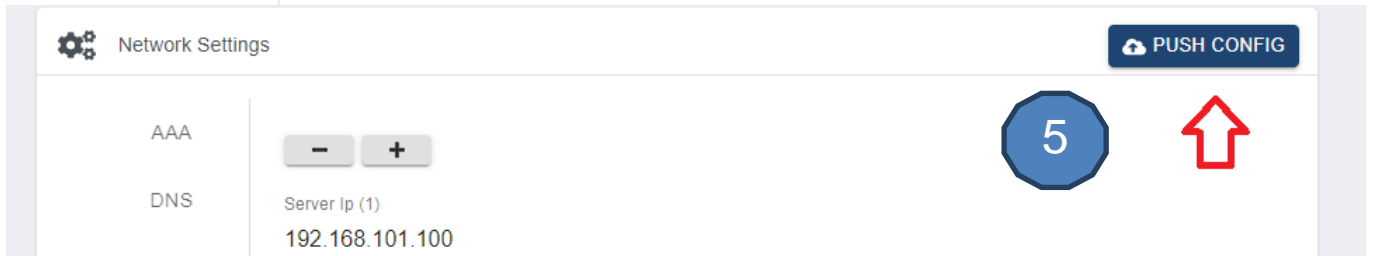 Network Settings
PUSH CONFIG
AAA
5
DNS
Server Ip (1)
192.168.101.100